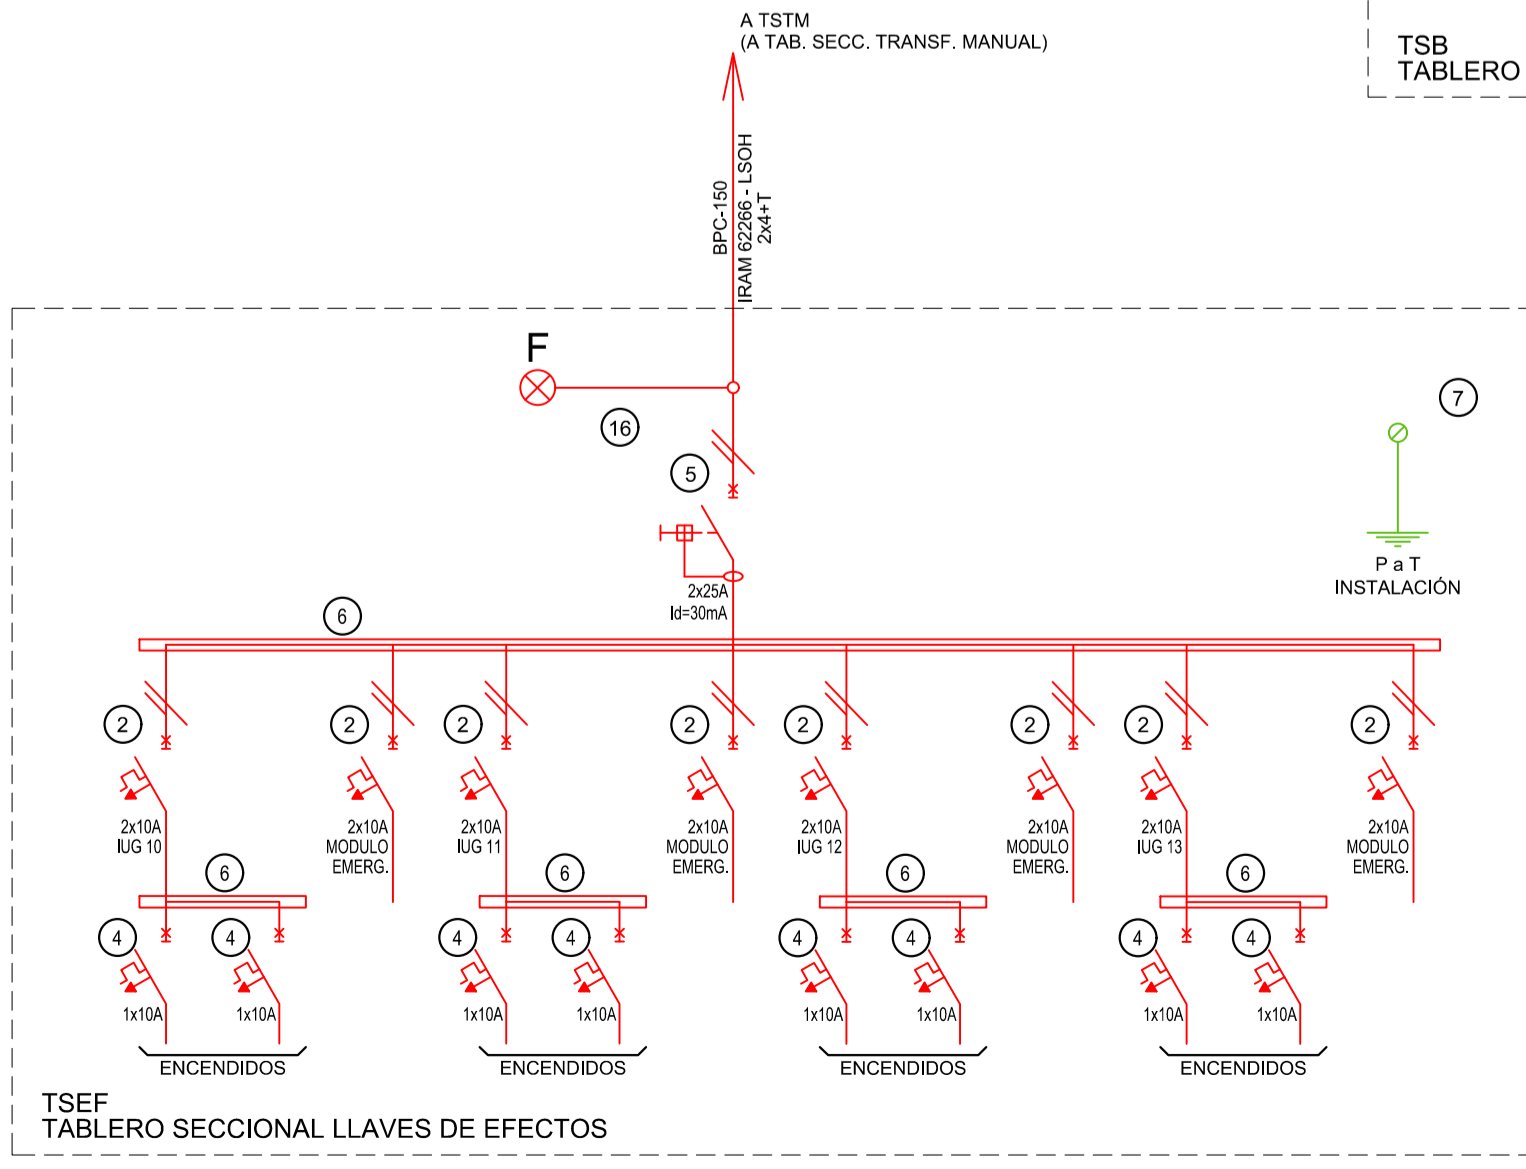 A TSTM
(A TAB. SECC. TRANSF. MANUAL)
TSB
TABLERO
BPC-150
IRAM 62266 - LSOH
2x4+T
F
16
5
7
2x25A
Id=30mA
P a T
INSTALACIÓN
6
2
2
2
2
2
2
2
2
2x10A
IUG 10
2x10A
MODULO
EMERG.
2x10A
IUG 11
2x10A
MODULO
EMERG.
2x10A
IUG 12
2x10A
MODULO
EMERG.
2x10A
IUG 13
2x10A
MODULO
EMERG.
6
6
6
6
4
4
4
4
4
4
4
4
1x10A
1x10A
1x10A
1x10A
1x10A
1x10A
1x10A
1x10A
ENCENDIDOS
ENCENDIDOS
ENCENDIDOS
ENCENDIDOS
TSEF
TABLERO SECCIONAL LLAVES DE EFECTOS